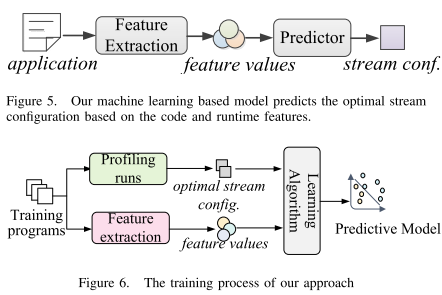 Feature
Extraction
Predictor
application
feature values
stream conf.
Figure 5. Our machine learning based model predicts the optimal stream
configuration based on the code and runtime features.
Profiling
runs
optimal stream
config.
Training
programs
Feature
extraction
feature values
Learning
Algorithm
Predictive Model
Figure 6. The training process of our approach